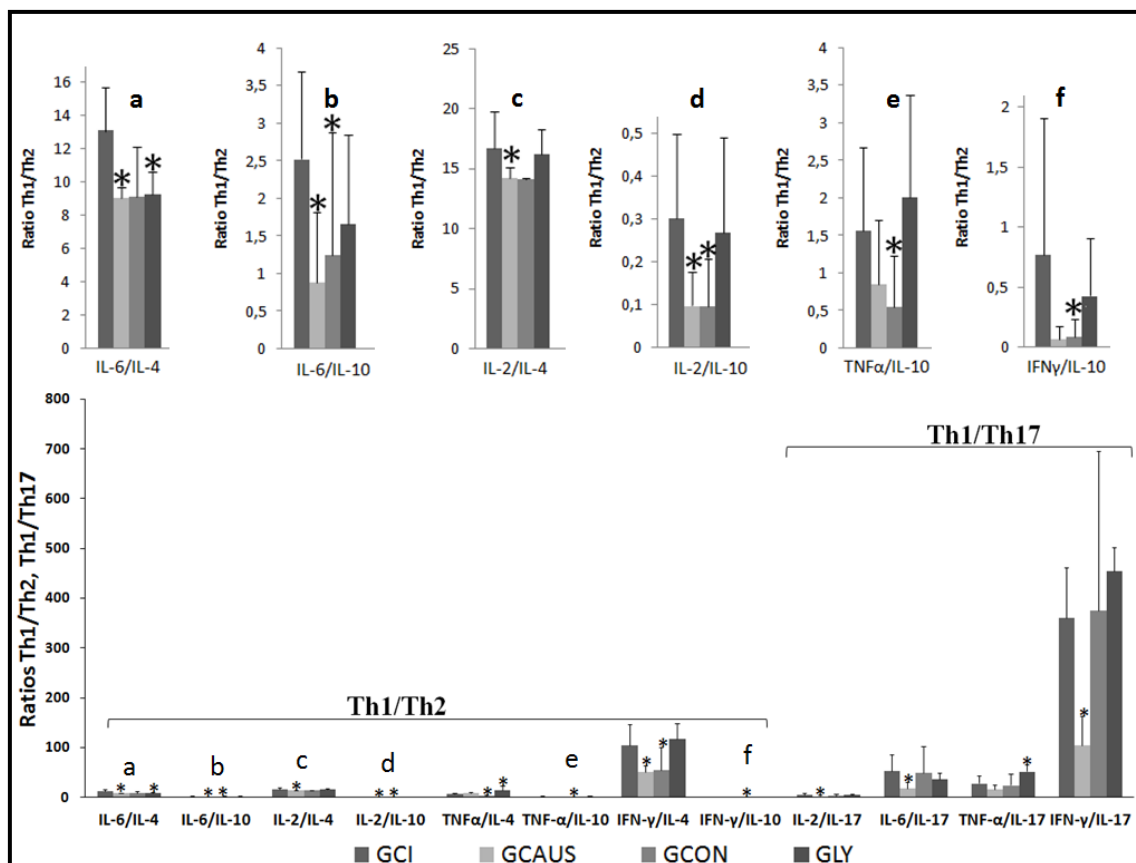 a
Ratio Th1/Th2
16
14
12
10
8
6
4
2
0
* *
IL-6/IL-4
b
Ratio Th1/Th2
4
3,5
3
2,5
2
1,5
1
0,5
0
* *
IL-6/IL-10
c
Ratio Th1/Th2
25
20
15
10
5
0
*
IL-2/IL-4
d
Ratio Th1/Th2
0,5
0,4
0,3
0,2
0,1
0
* *
IL-2/IL-10
e
Ratio Th1/Th2
4
3,5
3
2,5
2
1,5
1
0,5
0
*
TNFα/IL-10
f
Ratio Th1/Th2
2
1,5
1
0,5
0
*
IFNγ/IL-10
Ratios Th1/Th2, Th1/Th17
800
700
600
500
400
300
200
100
0
Th1/Th2
Th1/Th17
a b c d e f
* * * * * * * * * * * * * * * * *
IL-6/IL-4 IL-6/IL-10 IL-2/IL-4 IL-2/IL-10 TNFα/IL-4 TNF-α/IL-10 IFN-γ/IL-4 IFN-γ/IL-10 IL-2/IL-17 IL-6/IL-17 TNF-α/IL-17 IFN-γ/IL-17
GCI GCAUS GCON GLY